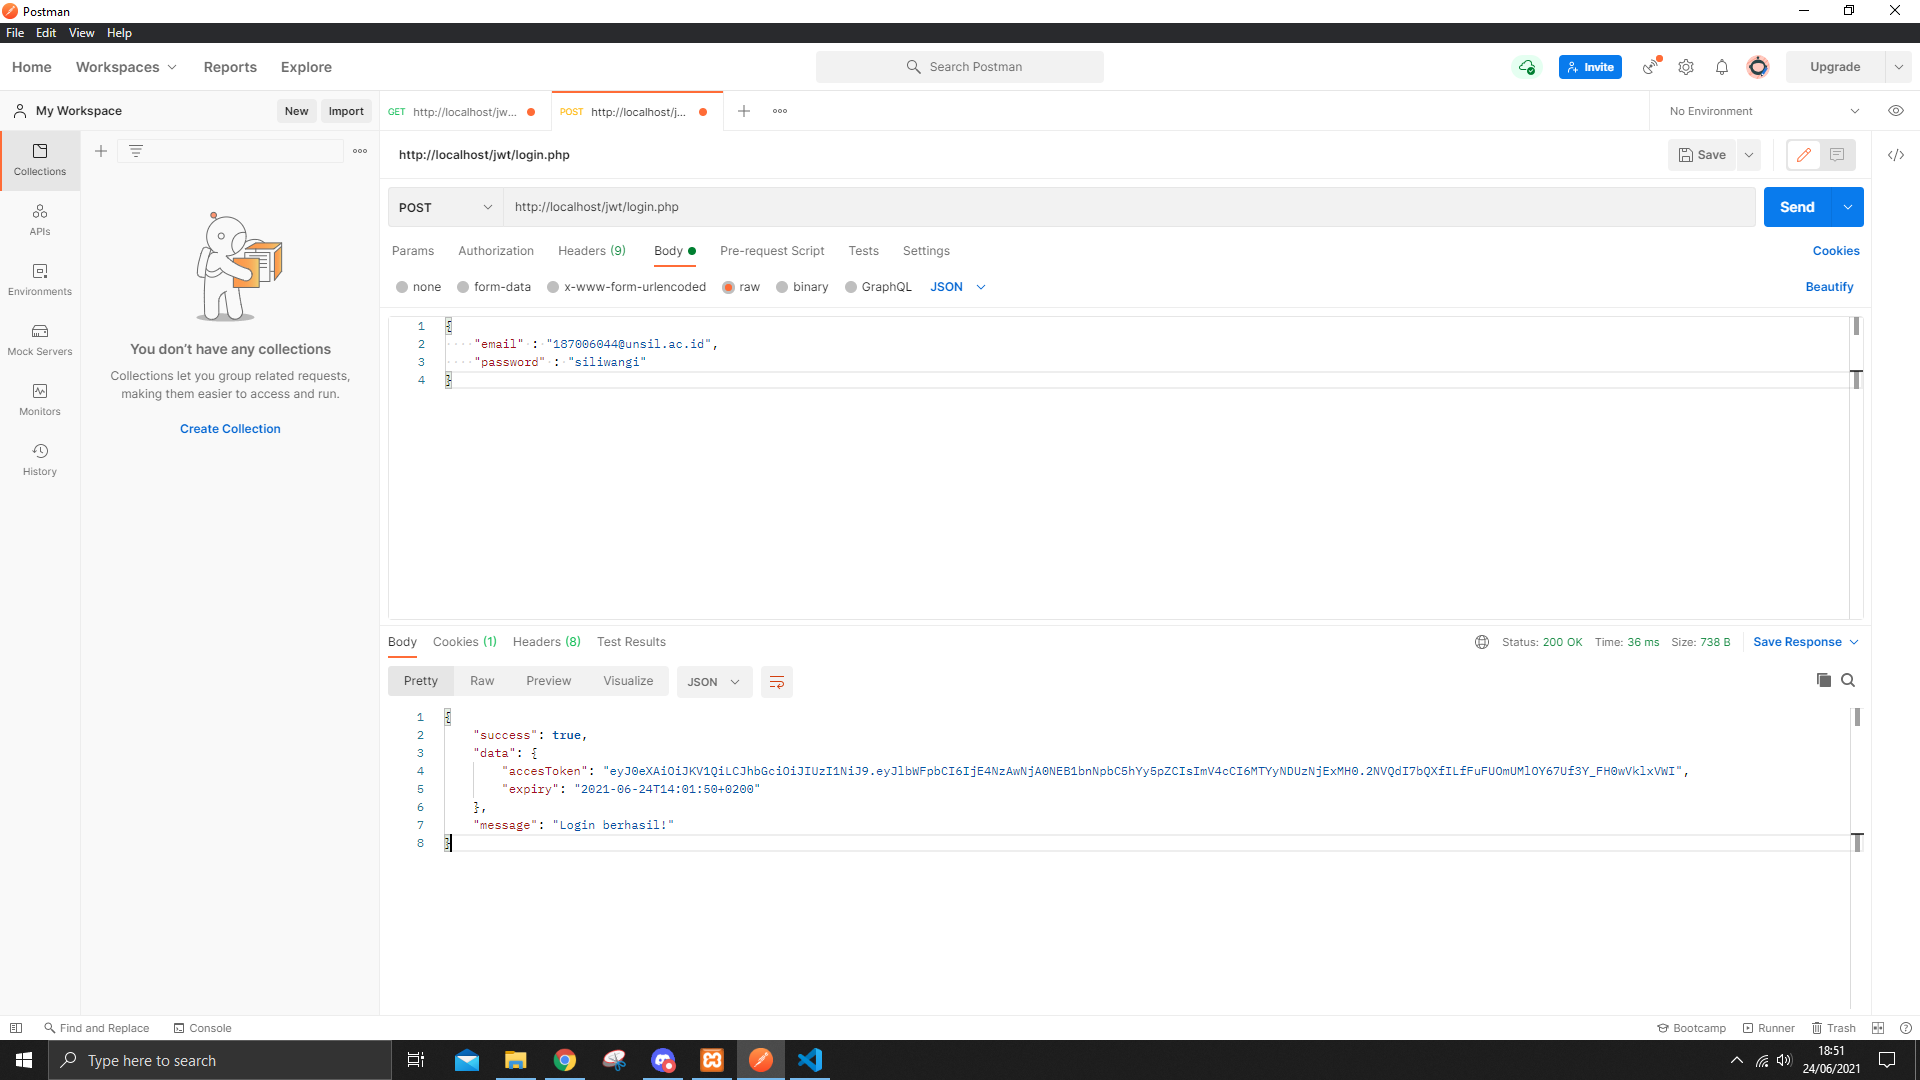 Postman
File Edit View Help
Home Workspaces Reports Explore
Search Postman
Invite
Upgrade
My Workspace
New Import
GET http://localhost/jw...
POST http://localhost/j...
No Environment
Collections
APIs
Environments
Mock Servers
Monitors
History
You don’t have any collections
Collections let you group related requests,
making them easier to access and run.
Create Collection
http://localhost/jwt/login.php
Save
POST http://localhost/jwt/login.php
Send
Params Authorization Headers (9) Body Pre-request Script Tests Settings
Cookies
none form-data x-www-form-urlencoded raw binary GraphQL JSON
Beautify
1 {
2 "email" : "187006044@unsil.ac.id",
3 "password" : "siliwangi"
4 }
Body Cookies (1) Headers (8) Test Results
Status: 200 OK Time: 36 ms Size: 738 B
Save Response
Pretty Raw Preview Visualize JSON
1 {
2 "success": true,
3 "data": {
4 "accesToken": "eyJ0eXAiOiJKV1QiLCJhbGciOiJIUzI1NiJ9.eyJlbWFpbCI6IjE4NzAwNjA0NEB1bnNpbC5hYy5pZCIsImV4cCI6MTYyNDUzNjExMH0.2NVQdI7bQXfILfFuFUOmUMlQY67Uf3Y_FH0wVklxVWI",
5 "expiry": "2021-06-24T14:01:50+0200"
6 },
7 "message": "Login berhasil!"
8 }
Find and Replace Console
Bootcamp Runner Trash
Type here to search
18:51
24/06/2021